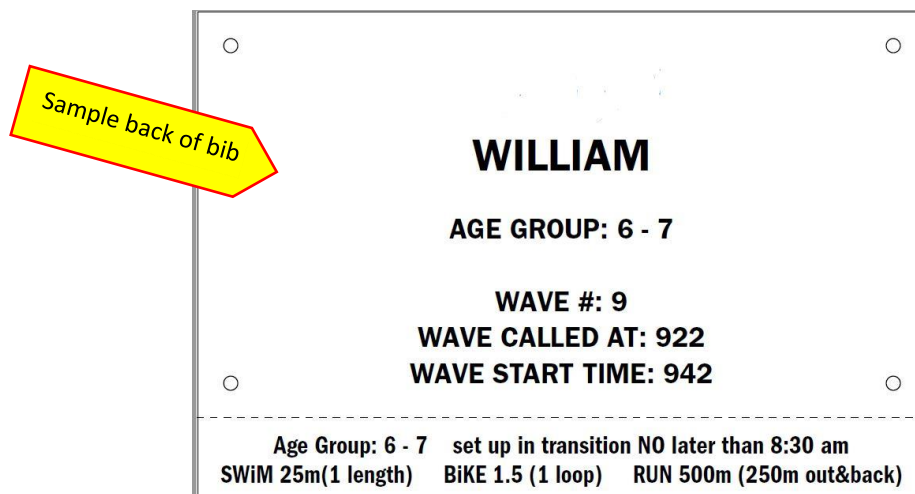 Sample back of bib
WILLIAM
AGE GROUP: 6 - 7
WAVE #: 9
WAVE CALLED AT: 922
WAVE START TIME: 942
Age Group: 6 - 7 set up in transition NO later than 8:30 am
SWiM 25m(1 length) BiKE 1.5 (1 loop) RUN 500m (250m out&back)